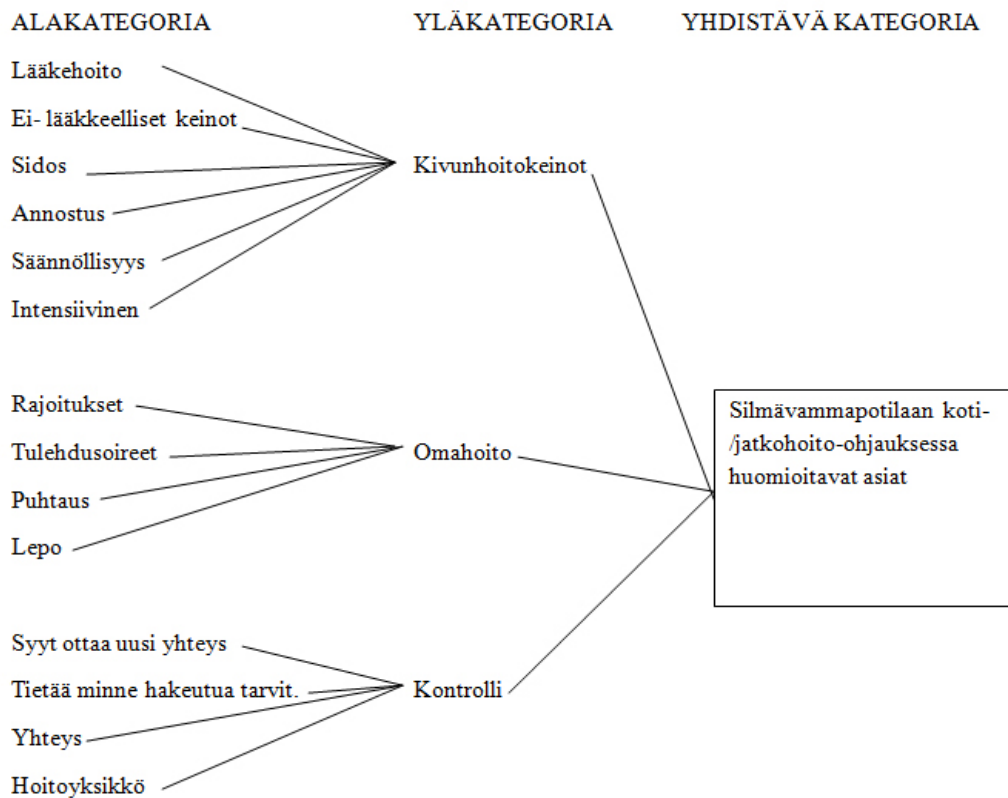 ALAKATEGORIA YLÄKATEGORIA YHDISTÄVÄ KATEGORIA
Lääkehoito
Ei- lääkkeelliset keinot
Sidos
Kivunhoitokeinot
Annostus
Säännöllisyys
Intensiivinen
Rajoitukset
Tulehdusoireet
Omahoito
Puhtaus
Lepo
Silmävammapotilaan koti-
/jatkohoito-ohjauksessa
huomioitavat asiat
Syyt ottaa uusi yhteys
Tietää minne hakeutua tarvit.
Kontrolli
Yhteys
Hoitoyksikkö